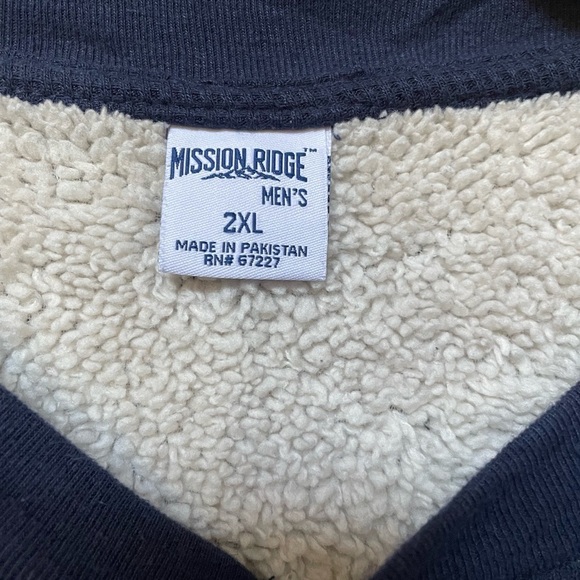 MISSION RIDGE™
MEN'S
2XL
MADE IN PAKISTAN
RN# 67227